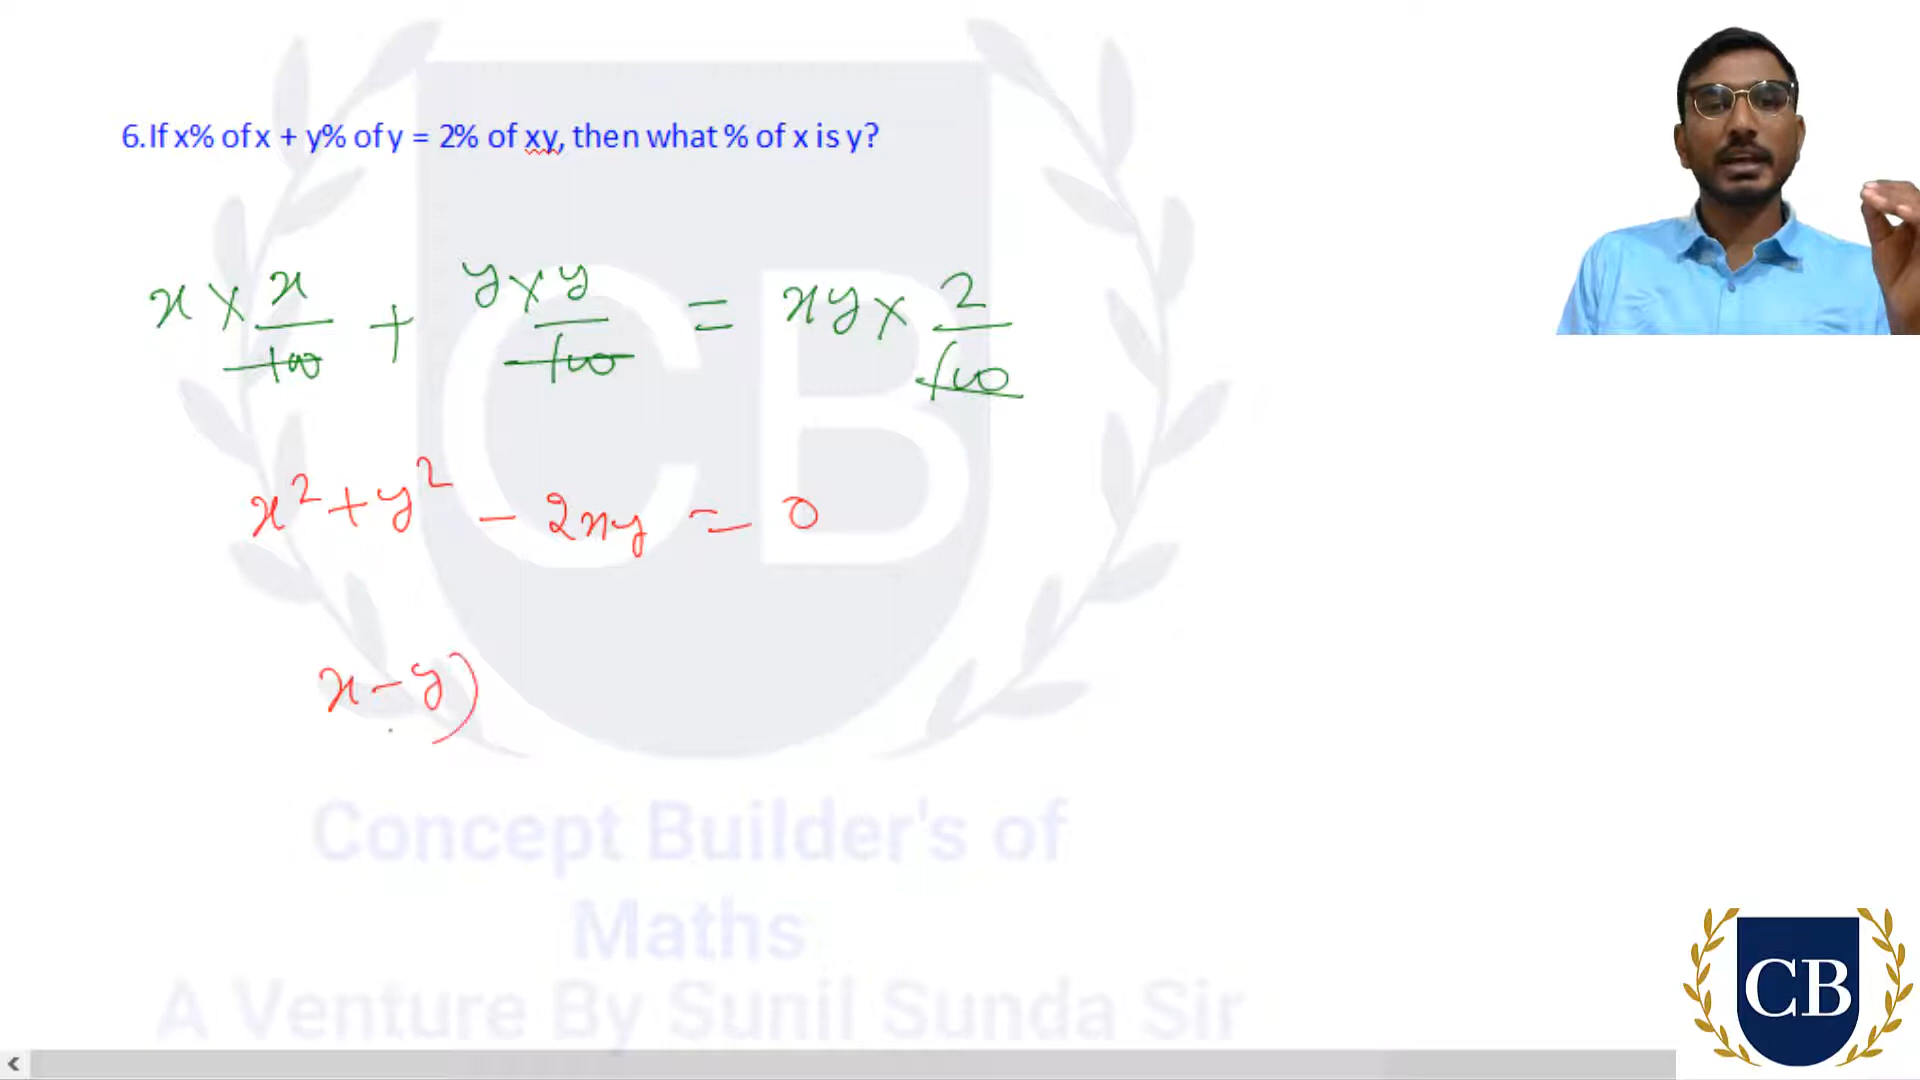 6.If x% of x + y% of y = 2% of xy, then what % of x is y?
x × x/100 + y × y/100 = xy × 2/100
x² + y² - 2xy = 0
x - y)
Concept Builder's of
Maths
A Venture By Sunil Sunda Sir
CB
CB